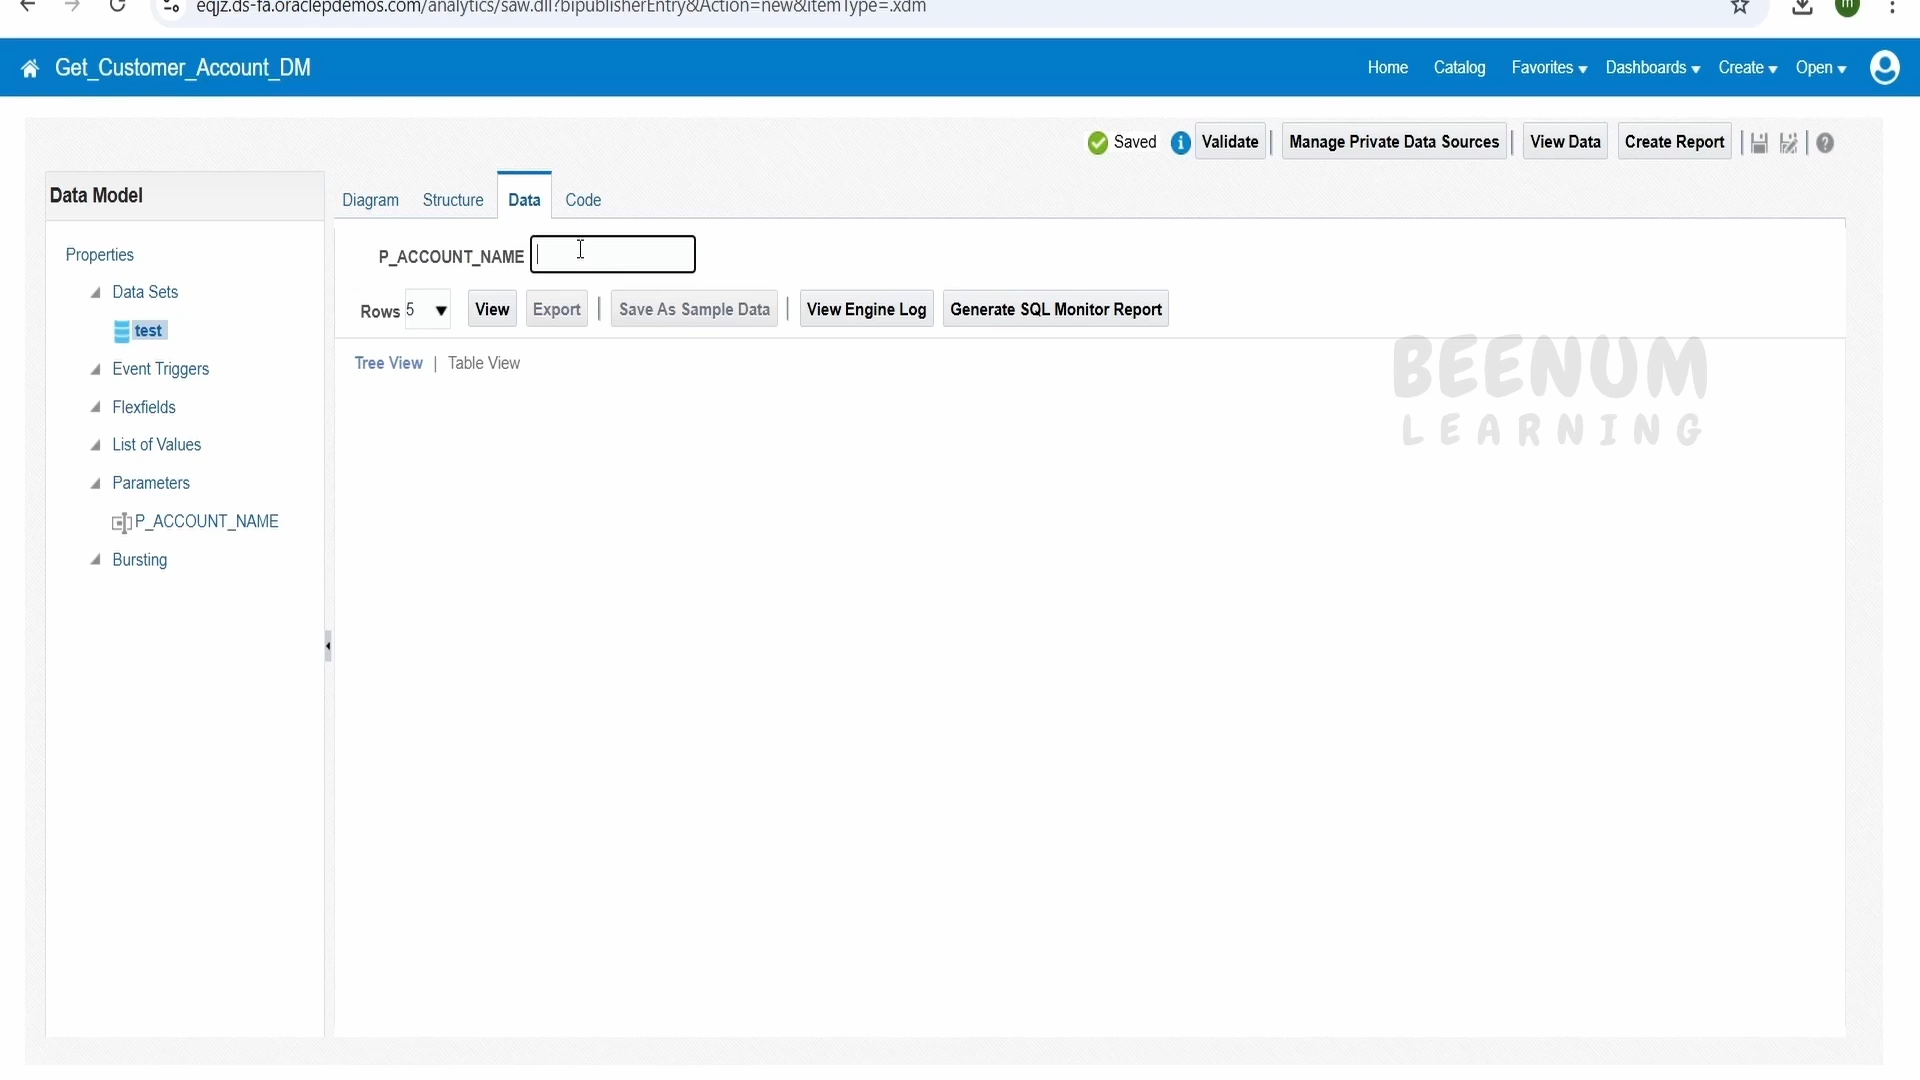 eqjz.ds-fa.oraclepdemos.com/analytics/saw.dll?bipublisherEntry&Action=new&itemType=.xdm
m
Get_Customer_Account_DM
Home Catalog Favorites Dashboards Create Open
Saved Validate Manage Private Data Sources View Data Create Report
Data Model
Diagram Structure Data Code
Properties
Data Sets
test
Event Triggers
Flexfields
List of Values
Parameters
P_ACCOUNT_NAME
Bursting
P_ACCOUNT_NAME
Rows 5 View Export Save As Sample Data View Engine Log Generate SQL Monitor Report
Tree View | Table View
BEENUM
LEARNING